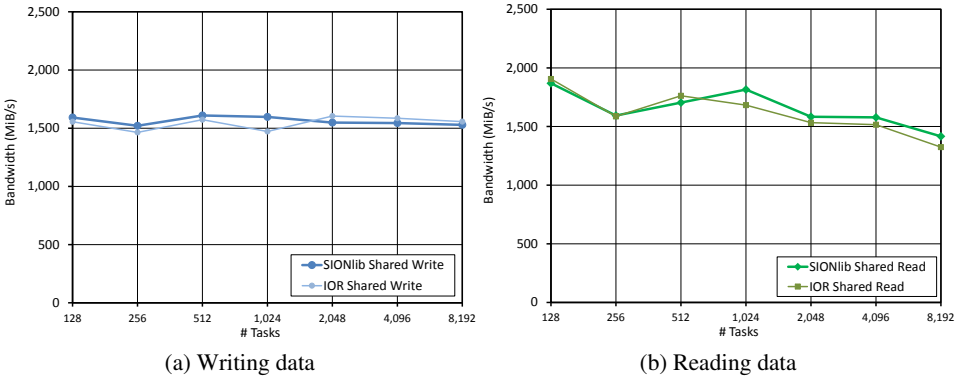 2,500
2,000
1,500
1,000
500
0
Bandwidth (MiB/s)
128 256 512 1,024 2,048 4,096 8,192
# Tasks
SIONlib Shared Write
IOR Shared Write
(a) Writing data
2,500
2,000
1,500
1,000
500
0
Bandwidth (MiB/s)
128 256 512 1,024 2,048 4,096 8,192
# Tasks
SIONlib Shared Read
IOR Shared Read
(b) Reading data